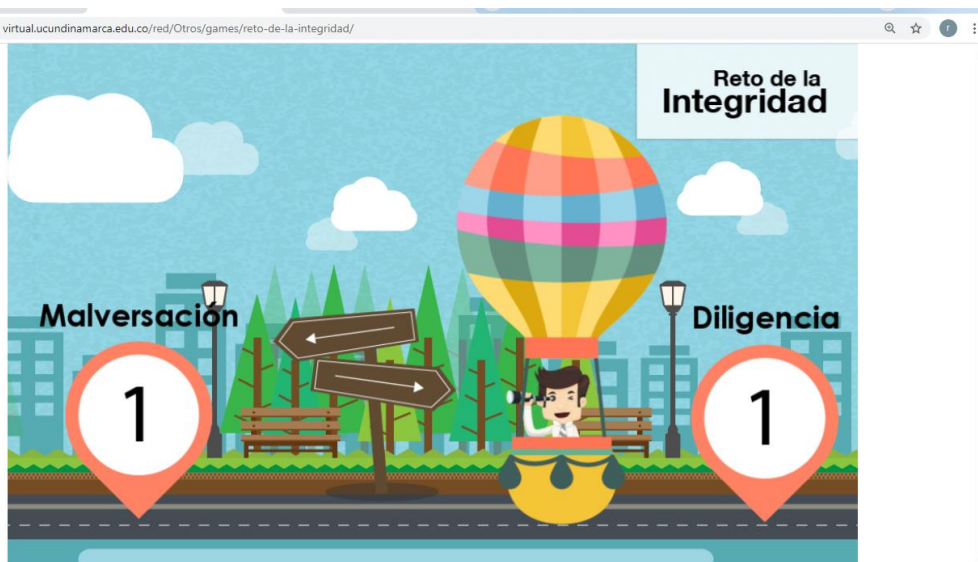 virtual.ucundinamarca.edu.co/red/Otros/games/reto-de-la-integridad/
r
Reto de la
Integridad
Malversación
Diligencia
1
1